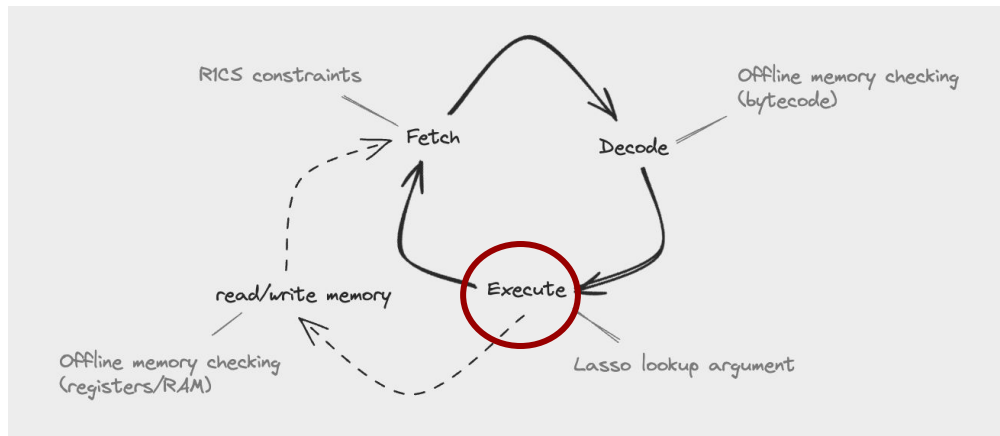 R1CS constraints
Offline memory checking
(bytecode)
Fetch
Decode
Execute
read/write memory
Offline memory checking
(registers/RAM)
Lasso lookup argument